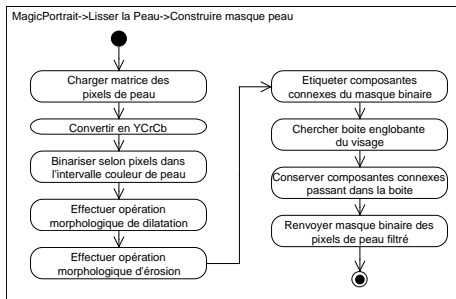 MagicPortrait->Lisser la Peau->Construire masque peau
Charger matrice des
pixels de peau
Convertir en YCrCb
Binariser selon pixels dans
l'intervalle couleur de peau
Effectuer opération
morphologique de dilatation
Effectuer opération
morphologique d'érosion
Etiqueter composantes
connexes du masque binaire
Chercher boite englobante
du visage
Conserver composantes connexes
passant dans la boite
Renvoyer masque binaire des
pixels de peau filtré